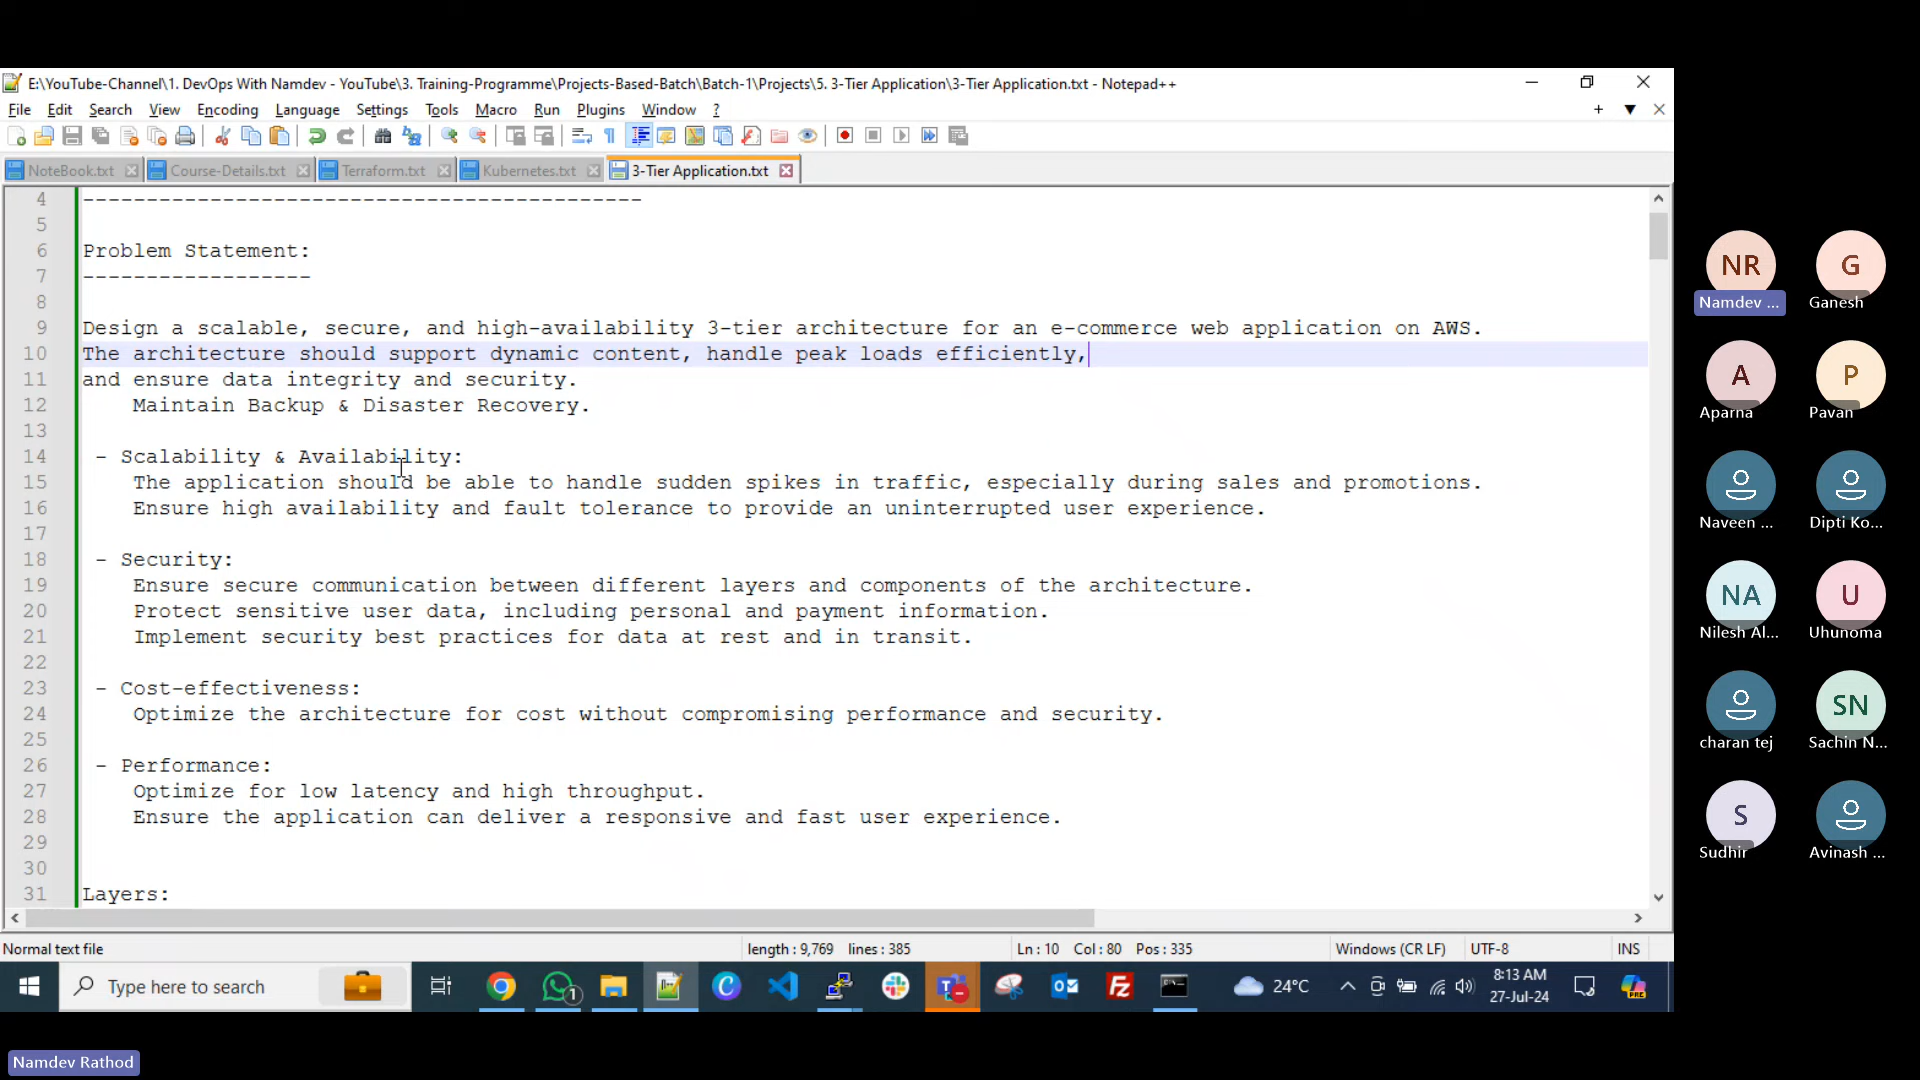 E:\YouTube-Channel\1. DevOps With Namdev - YouTube\3. Training-Programme\Projects-Based-Batch\Batch-1\Projects\5. 3-Tier Application\3-Tier Application.txt - Notepad++
File Edit Search View Encoding Language Settings Tools Macro Run Plugins Window ?
NoteBook.txt Course-Details.txt Terraform.txt Kubernetes.txt 3-Tier Application.txt
4 --------------------------------------------
5
6 Problem Statement:
7 ------------------
8
9 Design a scalable, secure, and high-availability 3-tier architecture for an e-commerce web application on AWS.
10 The architecture should support dynamic content, handle peak loads efficiently,
11 and ensure data integrity and security.
12 Maintain Backup & Disaster Recovery.
13
14 - Scalability & Availability:
15 The application should be able to handle sudden spikes in traffic, especially during sales and promotions.
16 Ensure high availability and fault tolerance to provide an uninterrupted user experience.
17
18 - Security:
19 Ensure secure communication between different layers and components of the architecture.
20 Protect sensitive user data, including personal and payment information.
21 Implement security best practices for data at rest and in transit.
22
23 - Cost-effectiveness:
24 Optimize the architecture for cost without compromising performance and security.
25
26 - Performance:
27 Optimize for low latency and high throughput.
28 Ensure the application can deliver a responsive and fast user experience.
29
30
31 Layers:
Normal text file length : 9,769 lines : 385 Ln : 10 Col : 80 Pos : 335 Windows (CR LF) UTF-8 INS
Type here to search
1
24°C
8:13 AM
27-Jul-24
PRE
NR G
Namdev ... Ganesh
A P
Aparna Pavan
Naveen ... Dipti Ko...
NA U
Nilesh Al... Uhunoma
SN
charan tej Sachin N...
S
Sudhir Avinash ...
Namdev Rathod